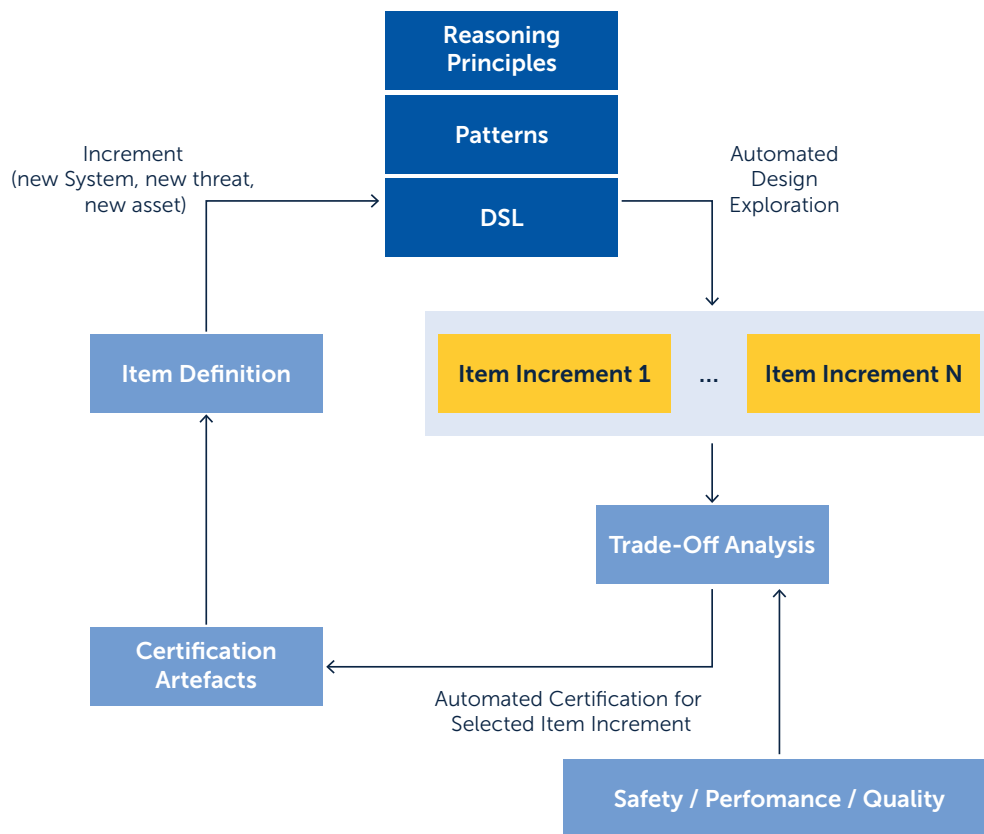 Reasoning
Principles
Patterns
DSL
Increment
(new System, new threat,
new asset)
Automated
Design
Exploration
Item Definition
Item Increment 1
...
Item Increment N
Trade-Off Analysis
Certification
Artefacts
Automated Certification for
Selected Item Increment
Safety / Perfomance / Quality